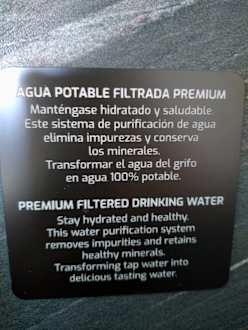 AGUA POTABLE FILTRADA PREMIUM
Manténgase hidratado y saludable.
Este sistema de purificación de agua
elimina impurezas y conserva
los minerales.
Transformar el agua del grifo
en agua 100% potable.
PREMIUM FILTERED DRINKING WATER
Stay hydrated and healthy.
This water purification system
removes impurities and retains
healthy minerals.
Transforming tap water into
delicious tasting water.